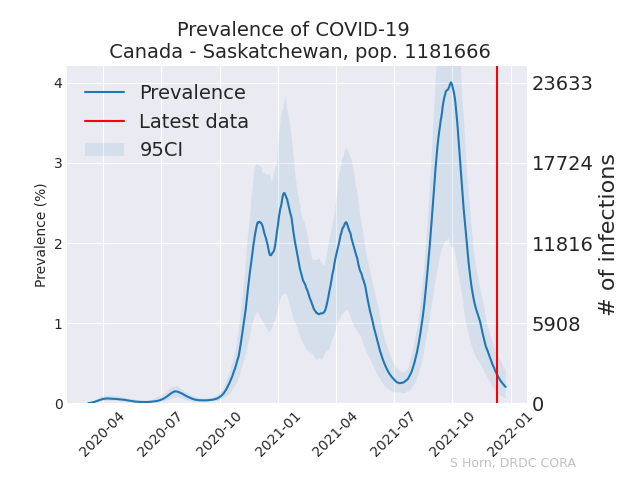 Prevalence of COVID-19
Canada - Saskatchewan, pop. 1181666
Prevalence
Latest data
95CI
Prevalence (%)
4
3
2
1
0
23633
17724
11816
5908
0
# of infections
2020-04
2020-07
2020-10
2021-01
2021-04
2021-07
2021-10
2022-01
S Horn, DRDC CORA